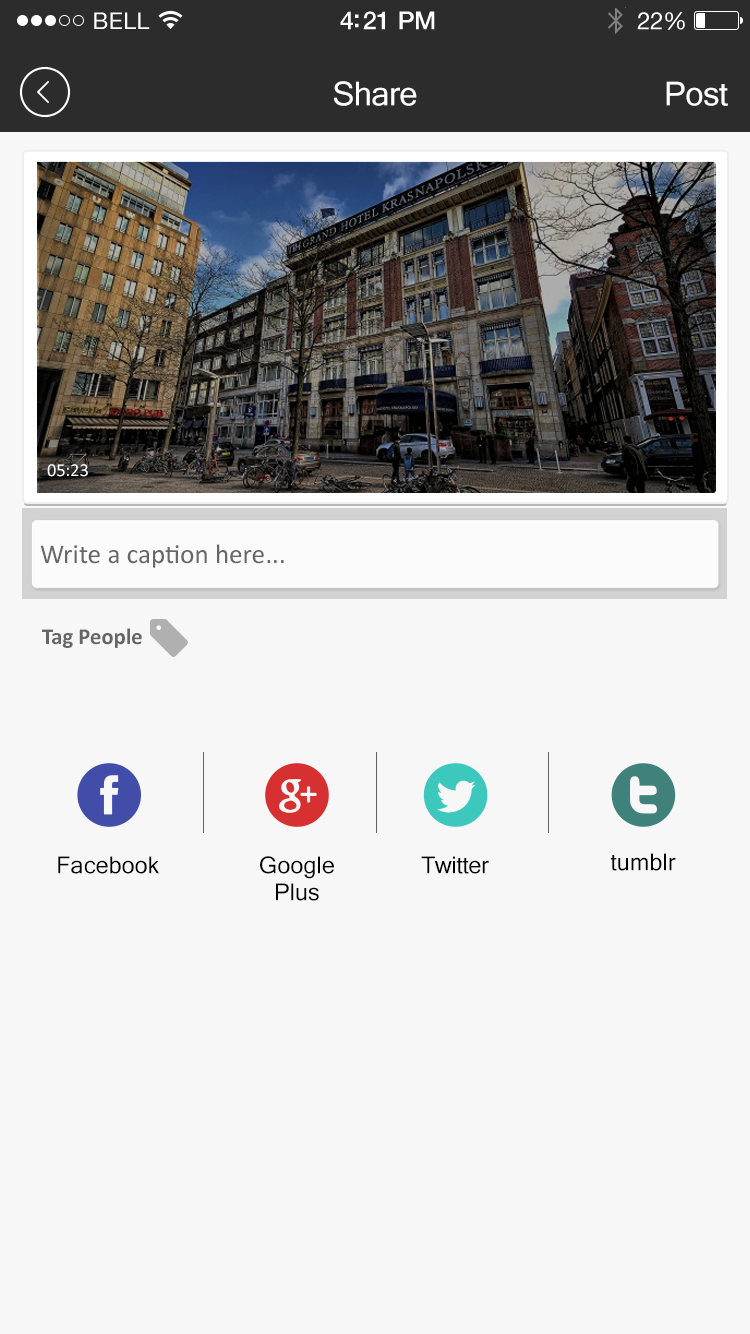 BELL 4:21 PM 22%
Share Post
NH GRAND HOTEL KRASNAPOLSKY
05:23
Write a caption here...
Tag People
f g+ t
Facebook Google Twitter tumblr
Plus